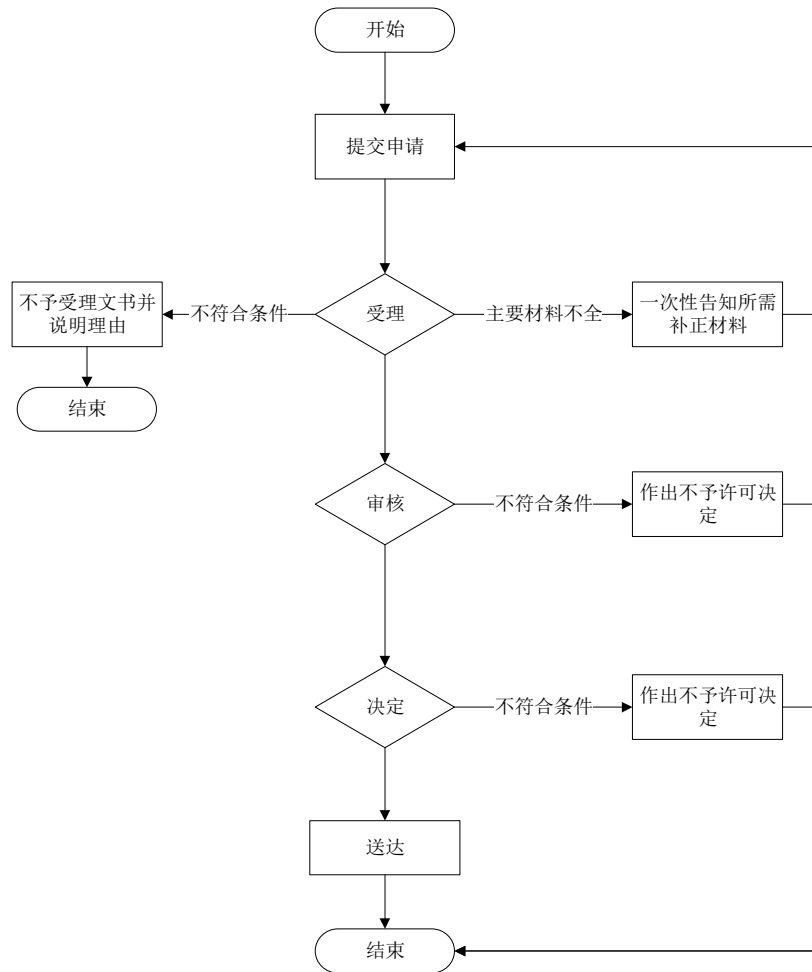 开始
提交申请
不予受理文书并
说明理由
不符合条件
受理
主要材料不全
一次性告知所需
补正材料
结束
审核
不符合条件
作出不予许可决
定
决定
不符合条件
作出不予许可决
定
送达
结束